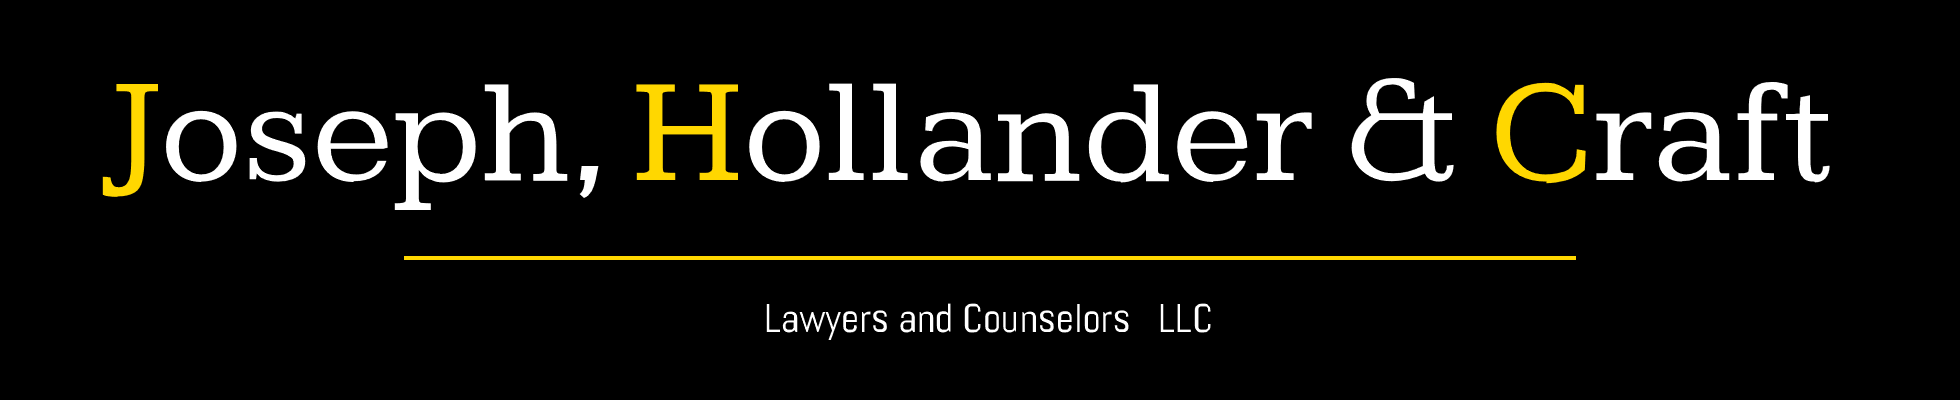 Joseph, Hollander & Craft
Lawyers and Counselors LLC